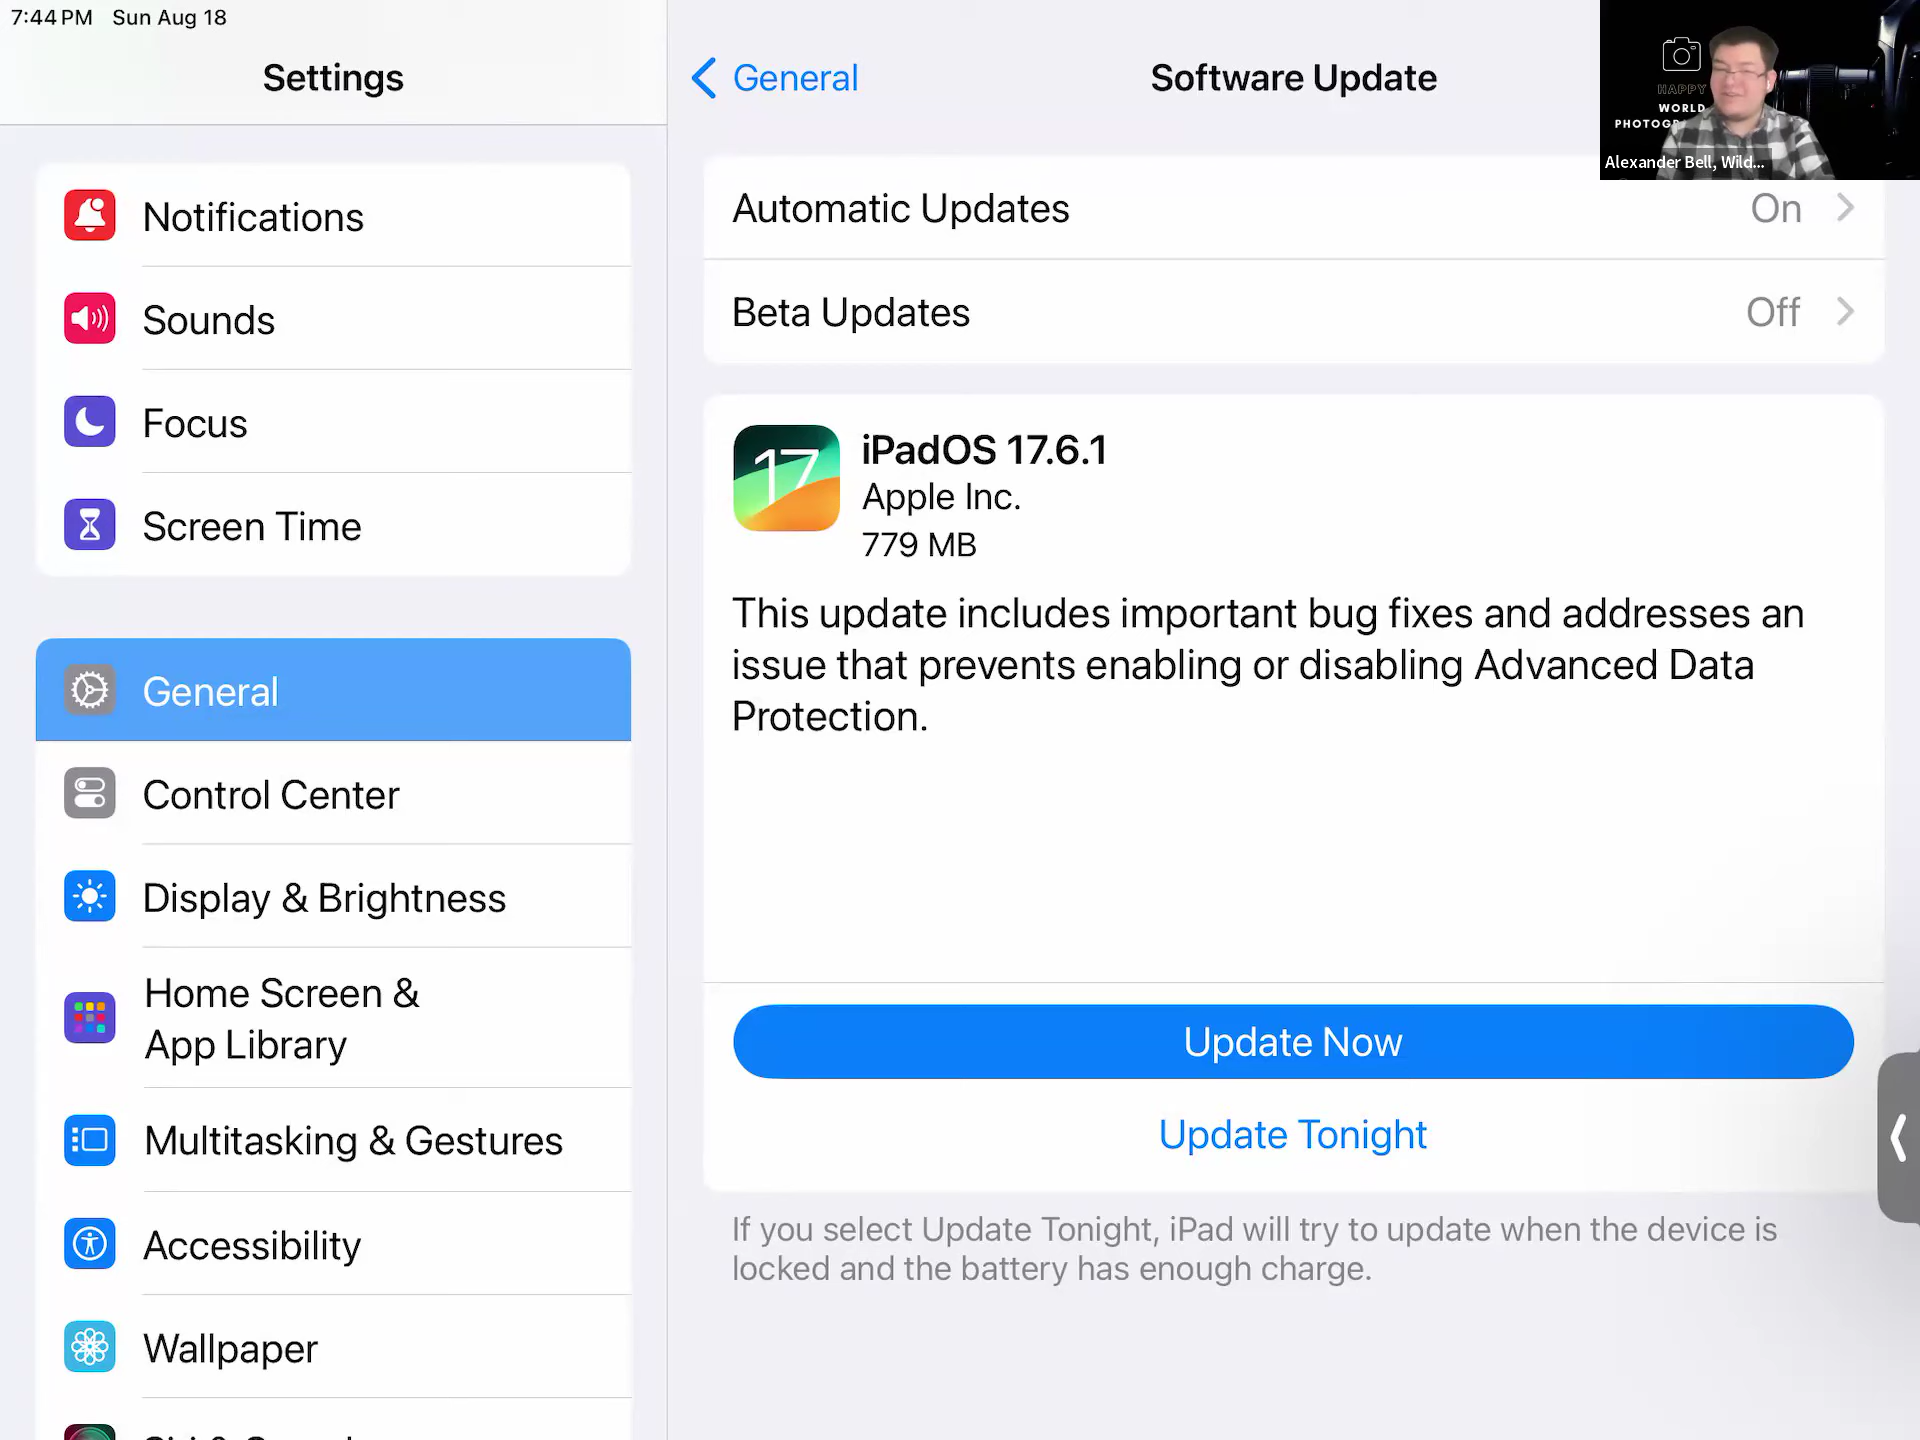 7:44 PM Sun Aug 18
Settings
Notifications
Sounds
Focus
Screen Time
General
Control Center
Display & Brightness
Home Screen &
App Library
Multitasking & Gestures
Accessibility
Wallpaper
General
Software Update
HAPPY
WORLD
Alexander Bell, Wild...
Automatic Updates On
Beta Updates Off
17
iPadOS 17.6.1
Apple Inc.
779 MB
This update includes important bug fixes and addresses an
issue that prevents enabling or disabling Advanced Data
Protection.
Update Now
Update Tonight
If you select Update Tonight, iPad will try to update when the device is
locked and the battery has enough charge.